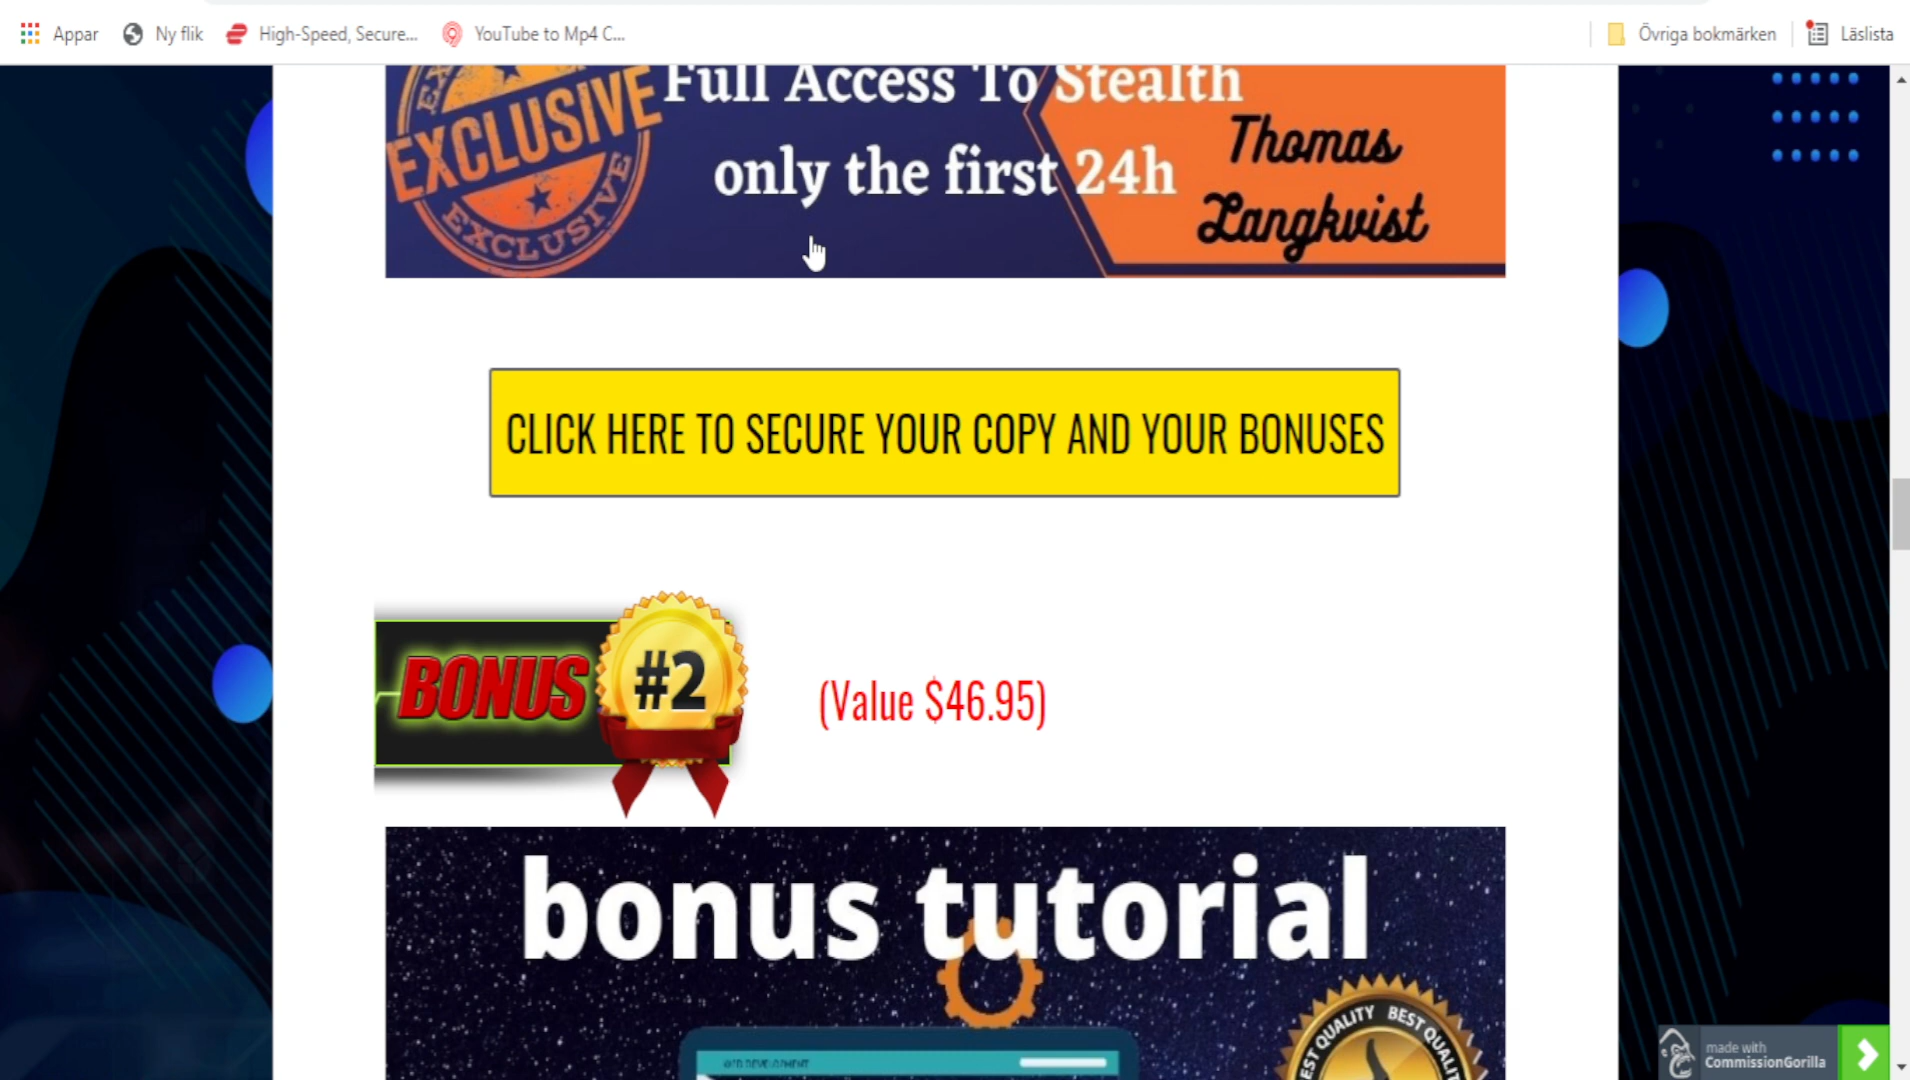 Appar
Ny flik
High-Speed, Secure...
YouTube to Mp4 C...
Övriga bokmärken
Läslista
EXCLUSIVE
EXCLUSIVE
Full Access To Stealth
only the first 24h
Thomas
Langkvist
CLICK HERE TO SECURE YOUR COPY AND YOUR BONUSES
BONUS
#2
(Value $46.95)
bonus tutorial
WEB DEVELOPMENT
QUALITY BEST
made with
CommissionGorilla